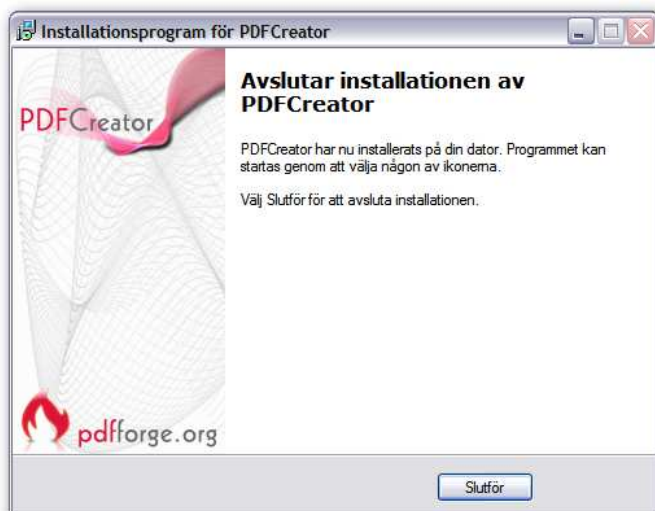 Installationsprogram för PDFCreator
PDFCreator
Avslutar installationen av
PDFCreator
PDFCreator har nu installerats på din dator. Programmet kan
startas genom att välja någon av ikonerna.
Välj Slutför för att avsluta installationen.
pdfforge.org
Slutför